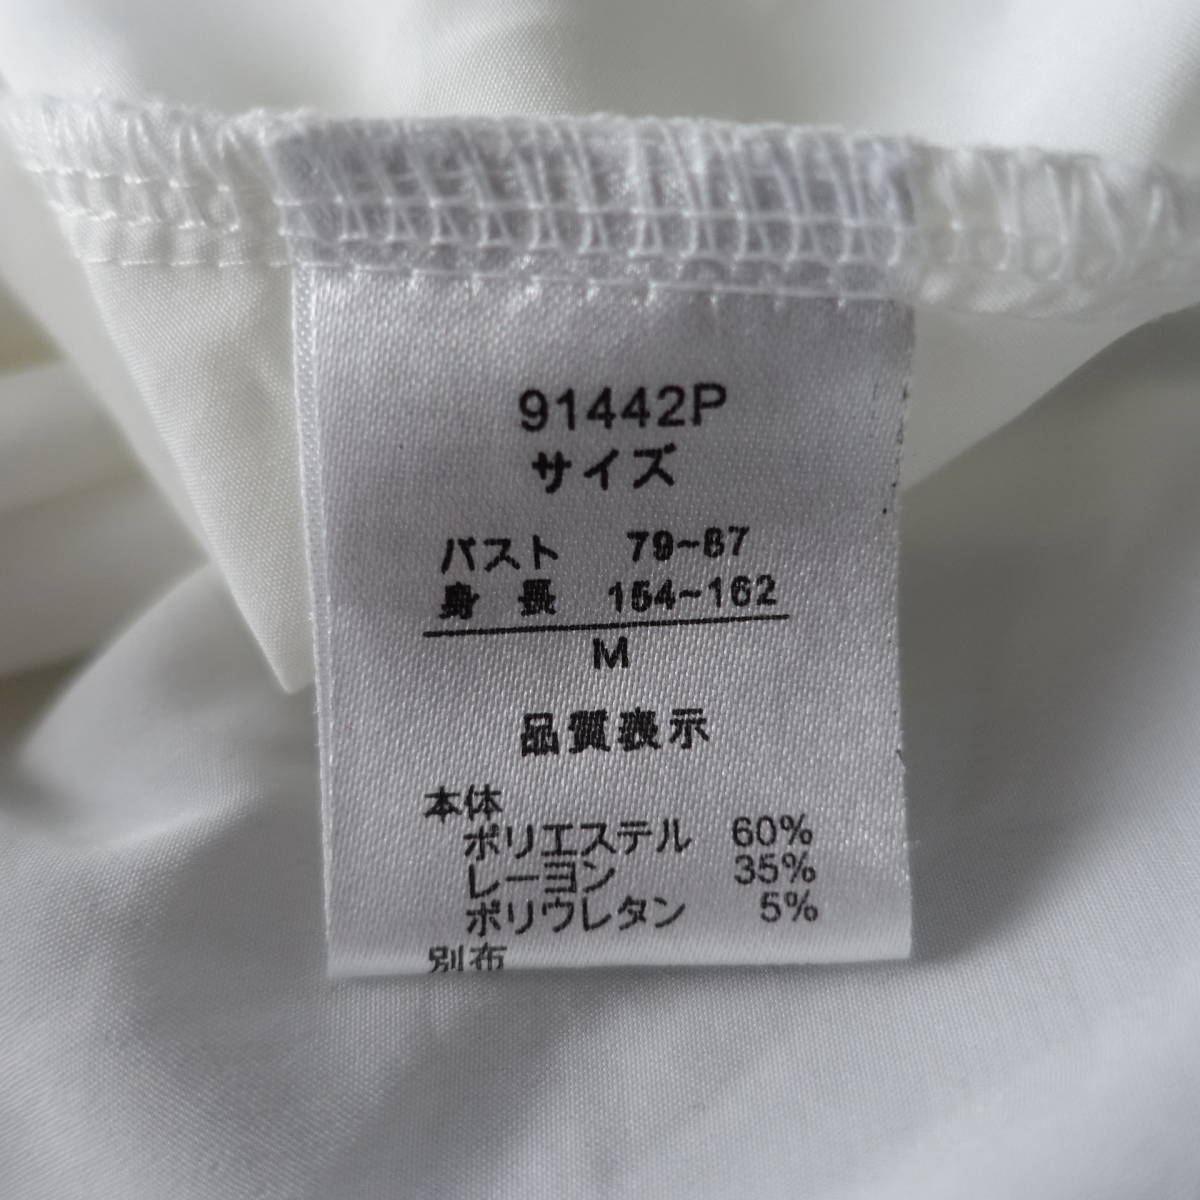 91442P
サイズ
バスト 79~87
身長 154~162
M
品質表示
本体
ポリエステル 60%
レーヨン 35%
ポリウレタン 5%
別布